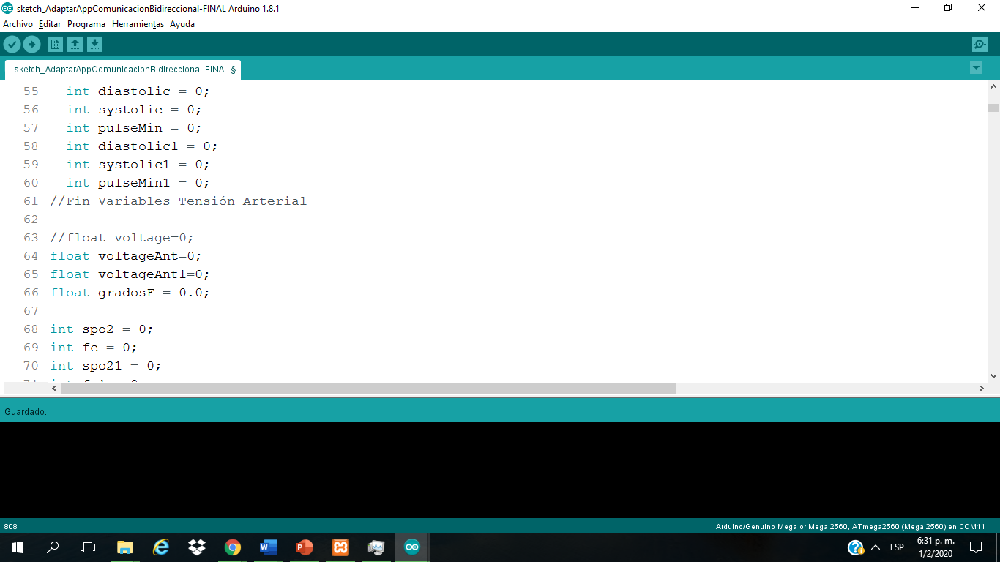 sketch_AdaptarAppComunicacionBidireccional-FINAL Arduino 1.8.1
Archivo Editar Programa Herramientas Ayuda
sketch_AdaptarAppComunicacionBidireccional-FINAL §
55 int diastolic = 0;
56 int systolic = 0;
57 int pulseMin = 0;
58 int diastolic1 = 0;
59 int systolic1 = 0;
60 int pulseMin1 = 0;
61 //Fin Variables Tensión Arterial
62
63 //float voltage=0;
64 float voltageAnt=0;
65 float voltageAnt1=0;
66 float gradosF = 0.0;
67
68 int spo2 = 0;
69 int fc = 0;
70 int spo21 = 0;
Guardado.
808 Arduino/Genuino Mega or Mega 2560, ATmega2560 (Mega 2560) en COM11
ESP 6:31 p. m.
1/2/2020